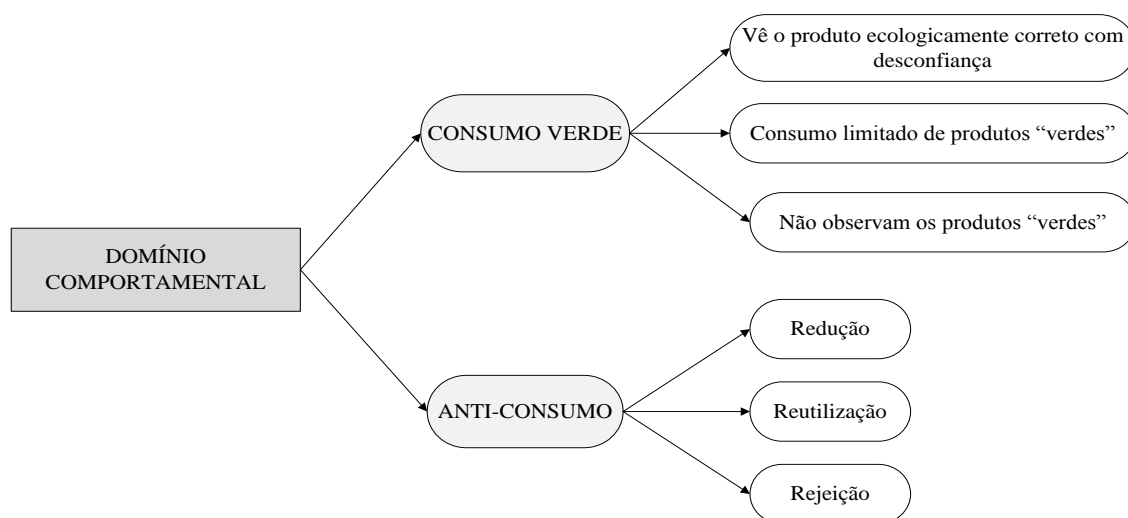 Vê o produto ecologicamente correto com
desconfiança
CONSUMO VERDE
Consumo limitado de produtos “verdes”
Não observam os produtos “verdes”
DOMÍNIO
COMPORTAMENTAL
Redução
ANTI-CONSUMO
Reutilização
Rejeição